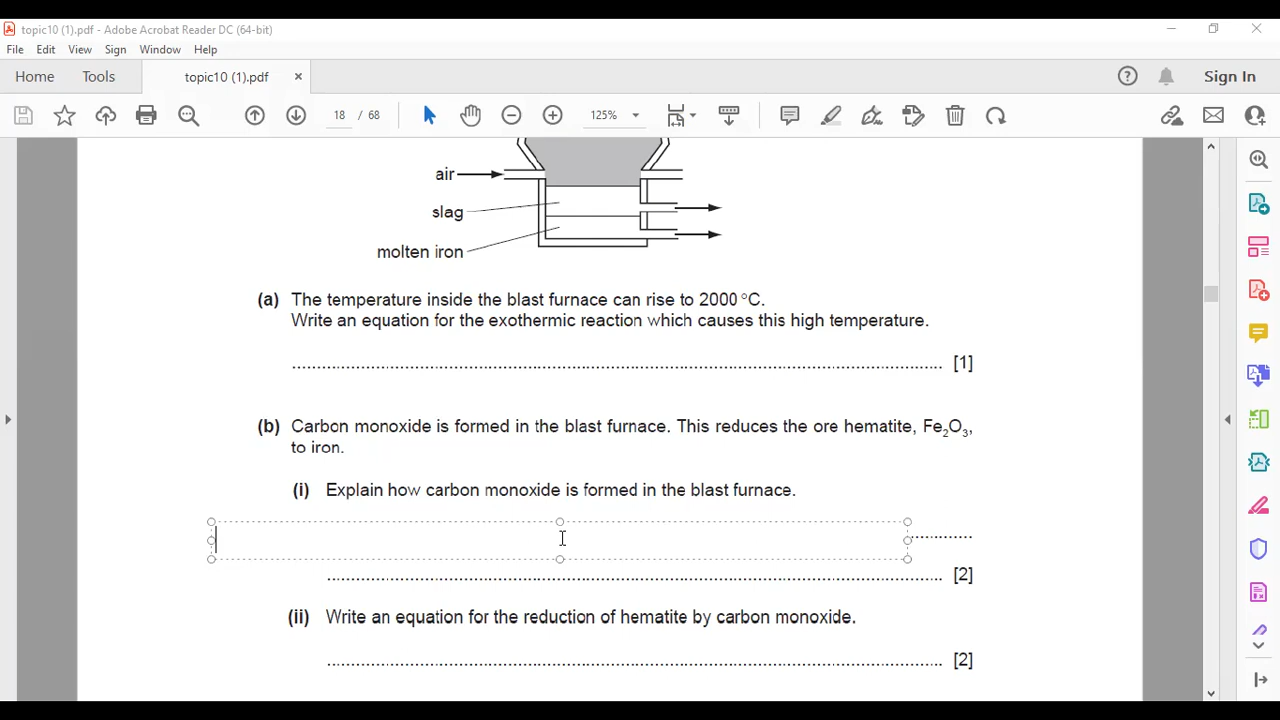 topic10 (1).pdf - Adobe Acrobat Reader DC (64-bit)
File Edit View Sign Window Help
Home Tools topic10 (1).pdf × Sign In
18 / 68 125%
air
slag
molten iron
(a) The temperature inside the blast furnace can rise to 2000 °C.
Write an equation for the exothermic reaction which causes this high temperature.
[1]
(b) Carbon monoxide is formed in the blast furnace. This reduces the ore hematite, Fe₂O₃,
to iron.
(i) Explain how carbon monoxide is formed in the blast furnace.
[2]
(ii) Write an equation for the reduction of hematite by carbon monoxide.
[2]